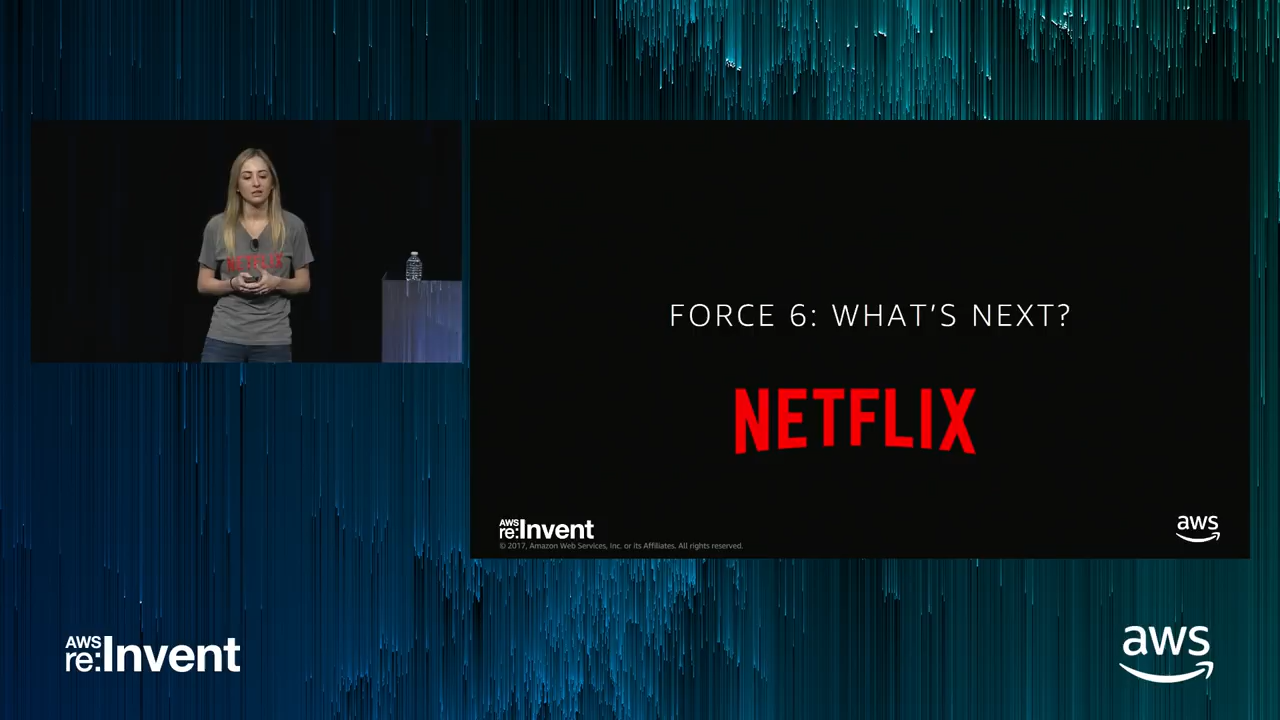 NETFLIX
FORCE 6: WHAT'S NEXT?
NETFLIX
AWS
re:Invent
© 2017, Amazon Web Services, Inc. or its Affiliates. All rights reserved.
aws
AWS
re:Invent
aws